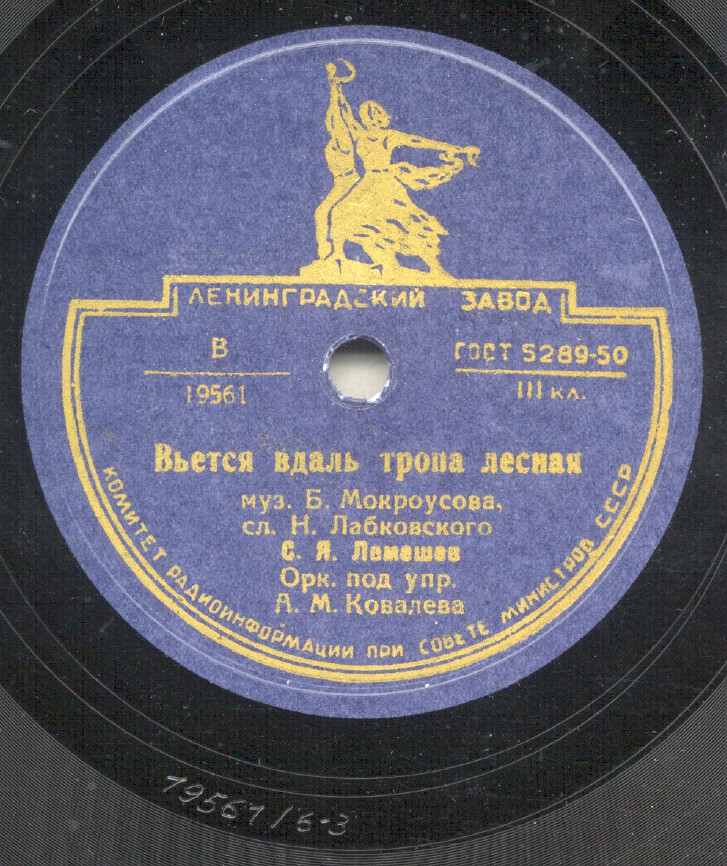 ЛЕНИНГРАДСКИЙ ЗАВОД
В
19561
ГОСТ 5289-50
III кл.
Вьется вдаль тропа лесная
муз. Б. Мокроусова,
сл. Н. Лабковского
С. Я. Лемешев
Орк. под упр.
А. М. Ковалева
КОМИТЕТ РАДИОИНФОРМАЦИИ ПРИ СОВЕТЕ МИНИСТРОВ СССР
19561/6-3